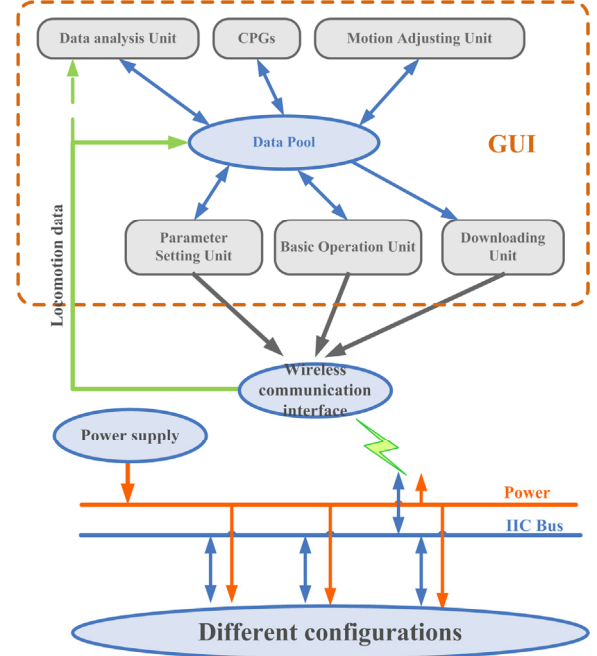 Data analysis Unit
CPGs
Motion Adjusting Unit
Data Pool
GUI
Parameter
Setting Unit
Basic Operation Unit
Downloading
Unit
Locomotion data
Wireless
communication
interface
Power supply
Power
IIC Bus
Different configurations